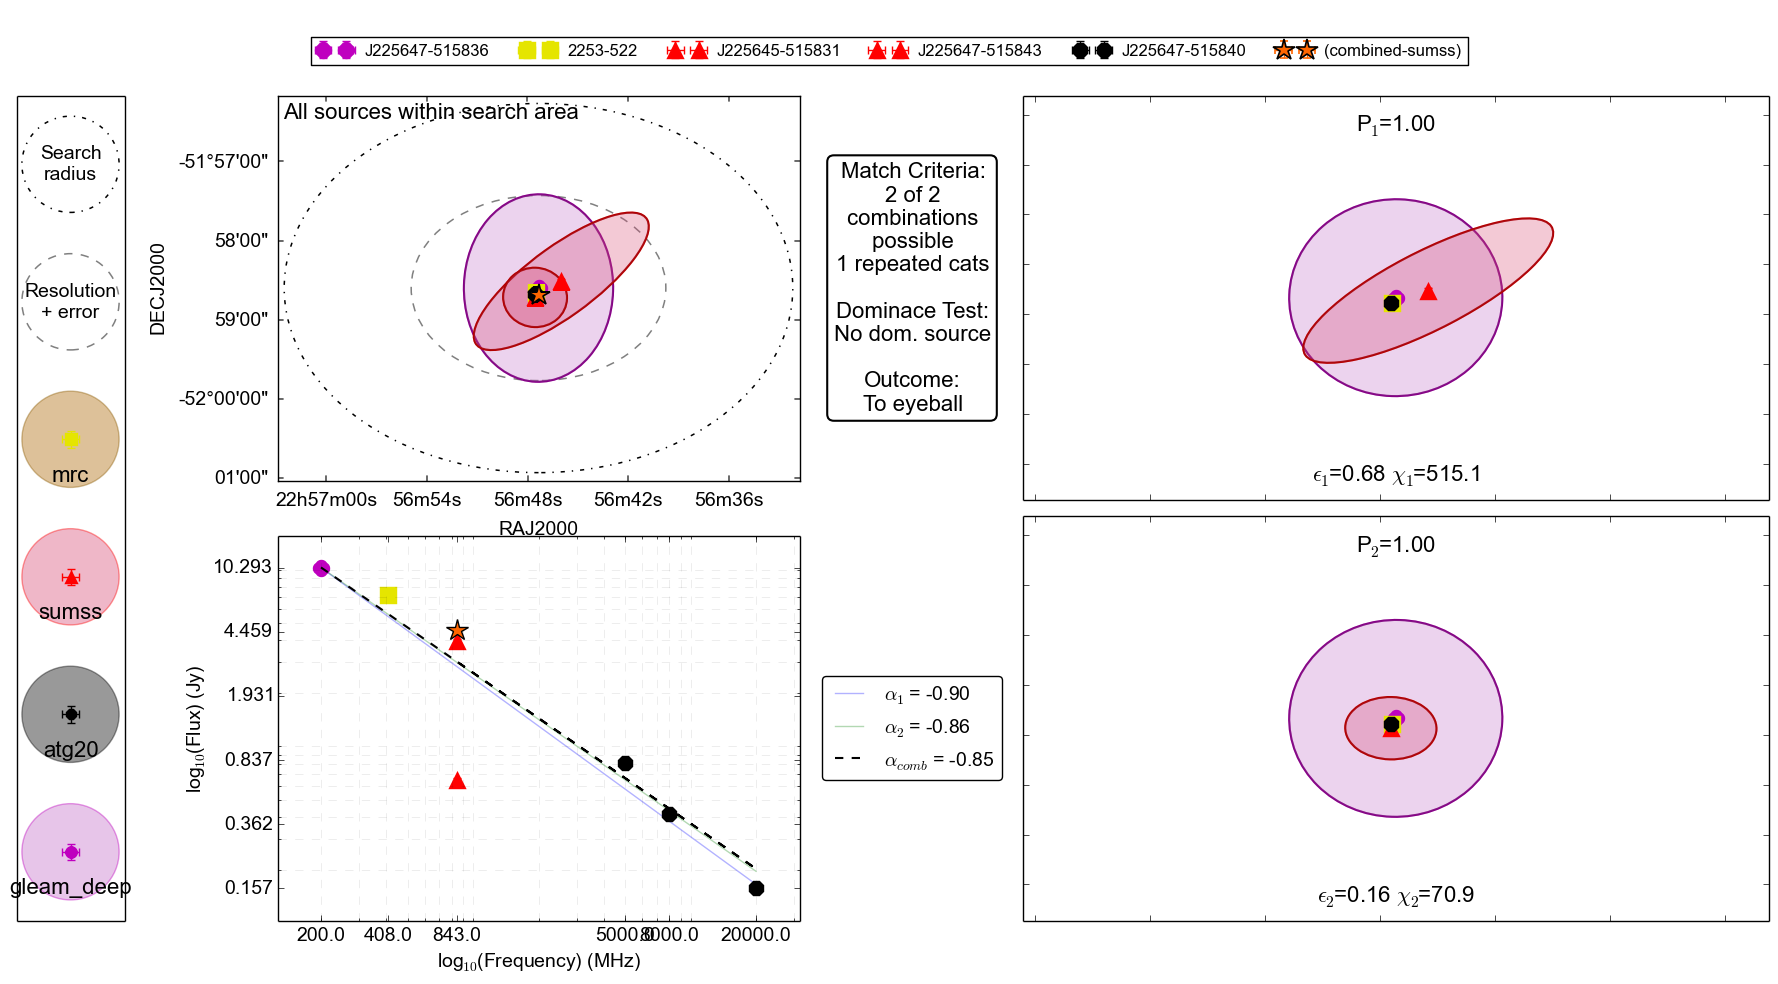 J225647-515836
2253-522
J225645-515831
J225647-515843
J225647-515840
(combined-sumss)
Search
radius
Resolution
+ error
mrc
sumss
atg20
gleam_deep
All sources within search area
DECJ2000
-51°57'00"
58'00"
59'00"
-52°00'00"
01'00"
22h57m00s
56m54s
56m48s
56m42s
56m36s
RAJ2000
Match Criteria:
2 of 2
combinations
possible
1 repeated cats
Dominace Test:
No dom. source
Outcome:
To eyeball
P1=1.00
ϵ1=0.68 χ1=515.1
P2=1.00
ϵ2=0.16 χ2=70.9
log10(Flux) (Jy)
10.293
4.459
1.931
0.837
0.362
0.157
200.0
408.0
843.0
5000.0
8000.0
20000.0
log10(Frequency) (MHz)
α1 = -0.90
α2 = -0.86
αcomb = -0.85